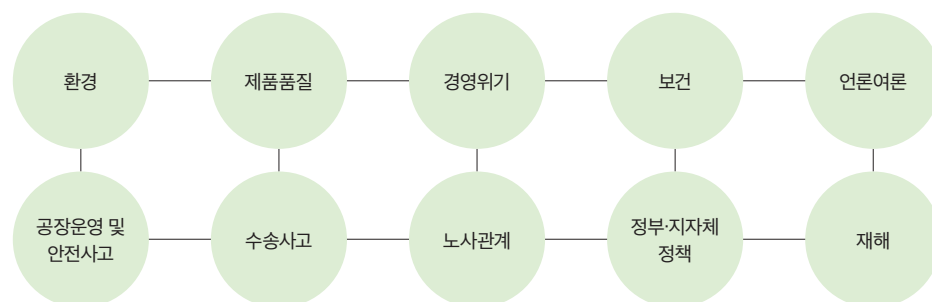 환경
제품품질
경영위기
보건
언론여론
공장운영 및
안전사고
수송사고
노사관계
정부·지자체
정책
재해